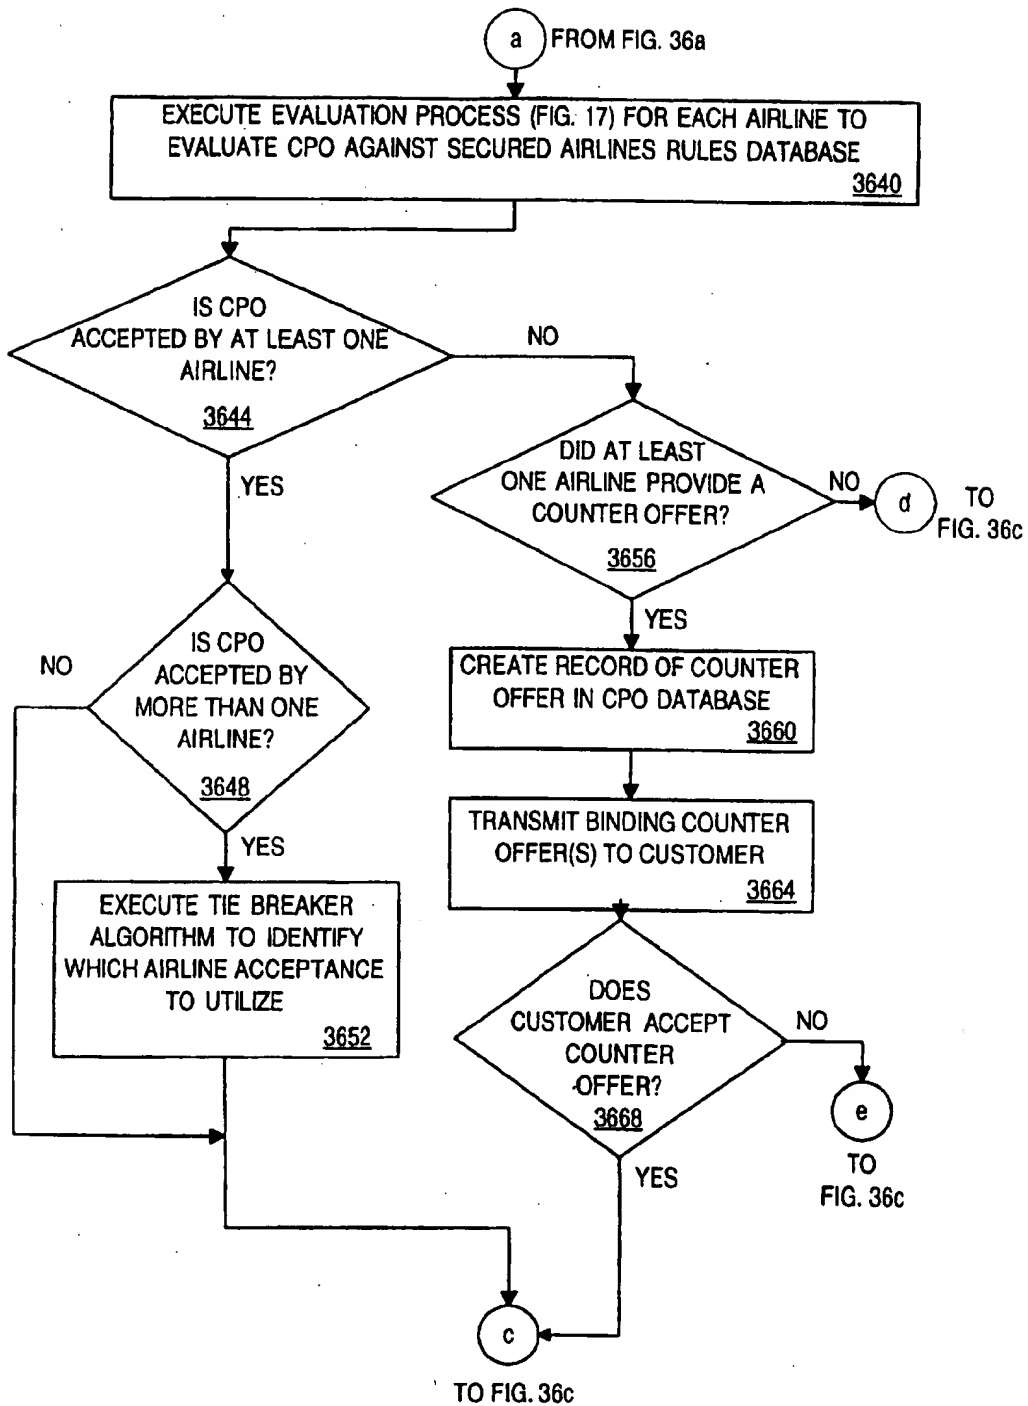 a FROM FIG. 36a
EXECUTE EVALUATION PROCESS (FIG. 17) FOR EACH AIRLINE TO
EVALUATE CPO AGAINST SECURED AIRLINES RULES DATABASE
3640
IS CPO
ACCEPTED BY AT LEAST ONE
AIRLINE?
3644
NO
YES
DID AT LEAST
ONE AIRLINE PROVIDE A
COUNTER OFFER?
3656
NO
d
TO
FIG. 36c
YES
IS CPO
ACCEPTED BY
MORE THAN ONE
AIRLINE?
3648
NO
YES
CREATE RECORD OF COUNTER
OFFER IN CPO DATABASE
3660
TRANSMIT BINDING COUNTER
OFFER(S) TO CUSTOMER
3664
EXECUTE TIE BREAKER
ALGORITHM TO IDENTIFY
WHICH AIRLINE ACCEPTANCE
TO UTILIZE
3652
DOES
CUSTOMER ACCEPT
COUNTER
OFFER?
3668
NO
e
TO
FIG. 36c
YES
c
TO FIG. 36c